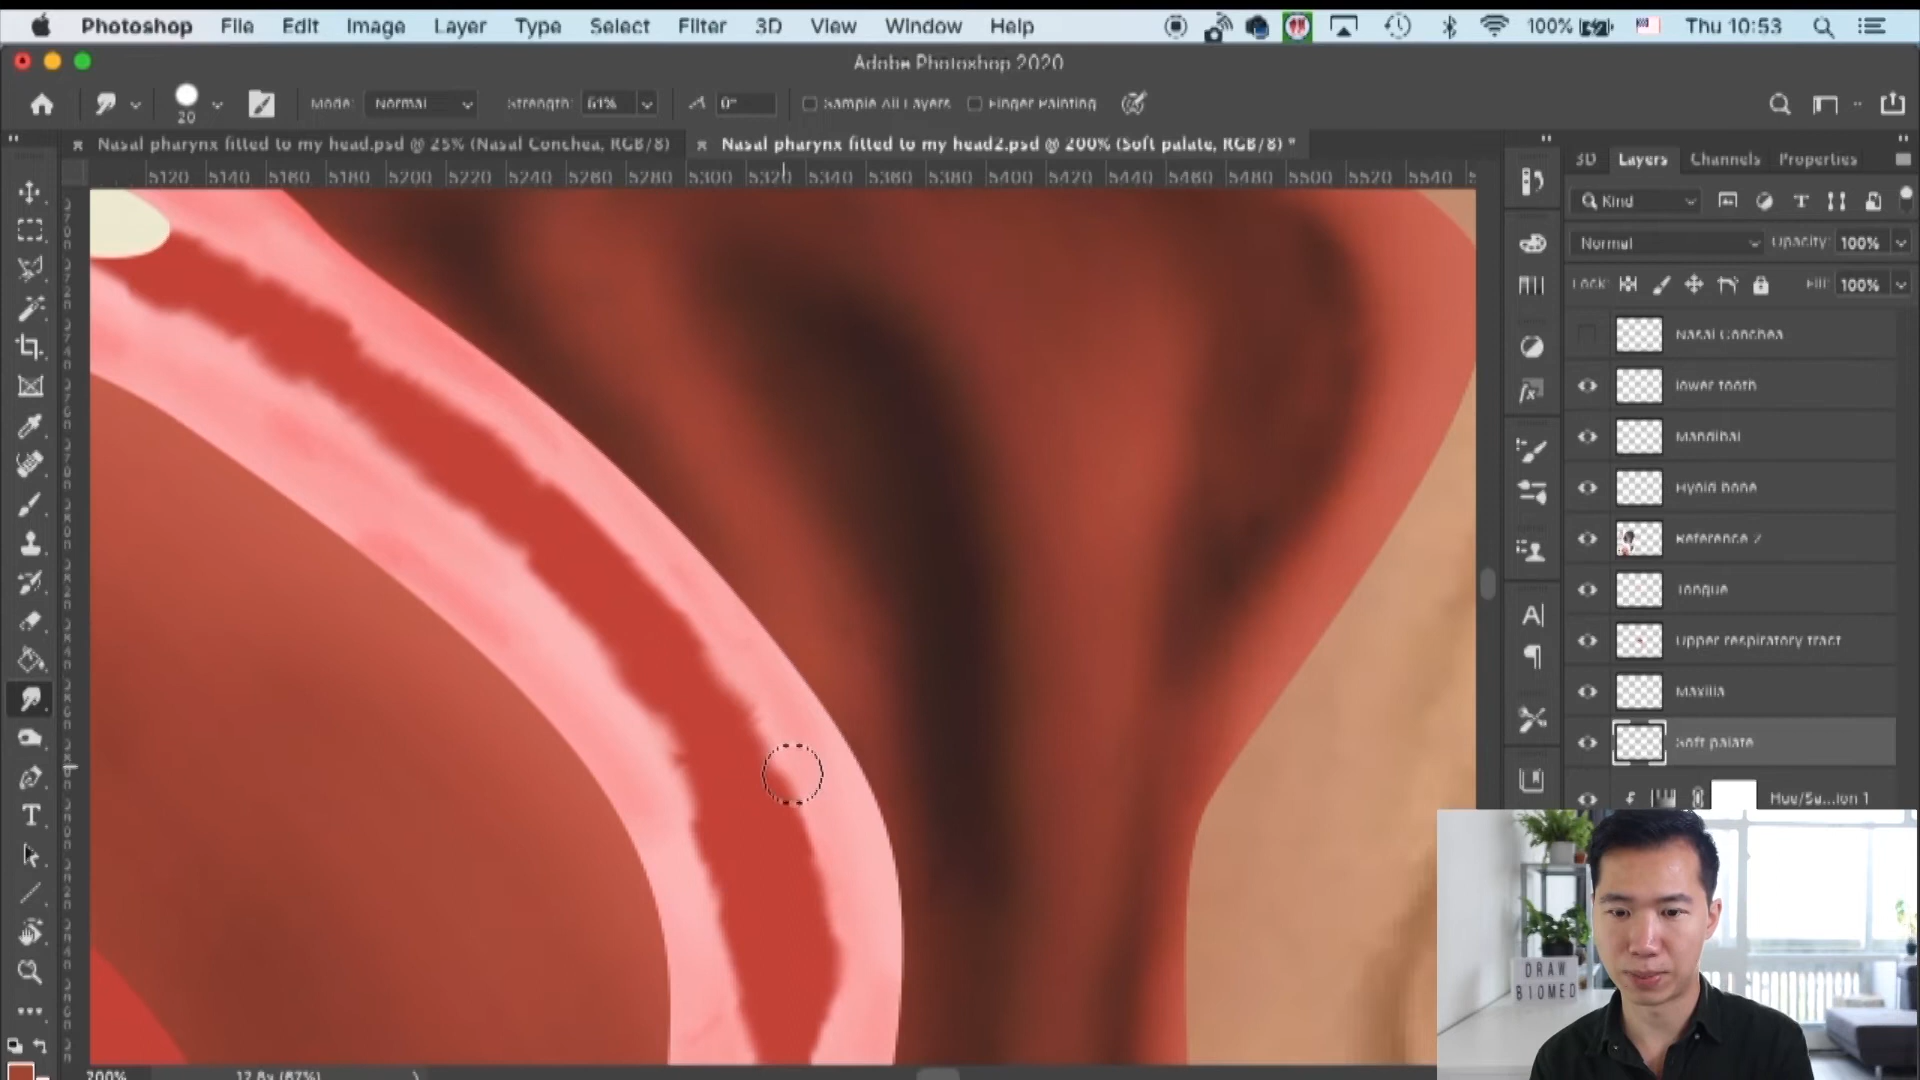 Photoshop File Edit Image Layer Type Select Filter 3D View Window Help 100% Thu 10:53
Adobe Photoshop 2020
20 Mode: Normal Strength: 61% 0° Sample All Layers Finger Painting
Nasal pharynx fitted to my head.psd @ 25% (Nasal Conchea, RGB/8)
Nasal pharynx fitted to my head2.psd @ 200% (Soft palate, RGB/8) *
5120 5140 5160 5180 5200 5220 5240 5260 5280 5300 5320 5340 5360 5380 5400 5420 5440 5460 5480 5500 5520 5540
3D Layers Channels Properties
Kind
Normal Opacity: 100%
Lock: Fill: 100%
Nasal Conchea
lower tooth
Mandibal
Hyoid bone
Reference 2
Tongue
Upper respiratory tract
Maxilla
Soft palate
Hue/Sa...ion 1
DRAW
BIOMED
200%